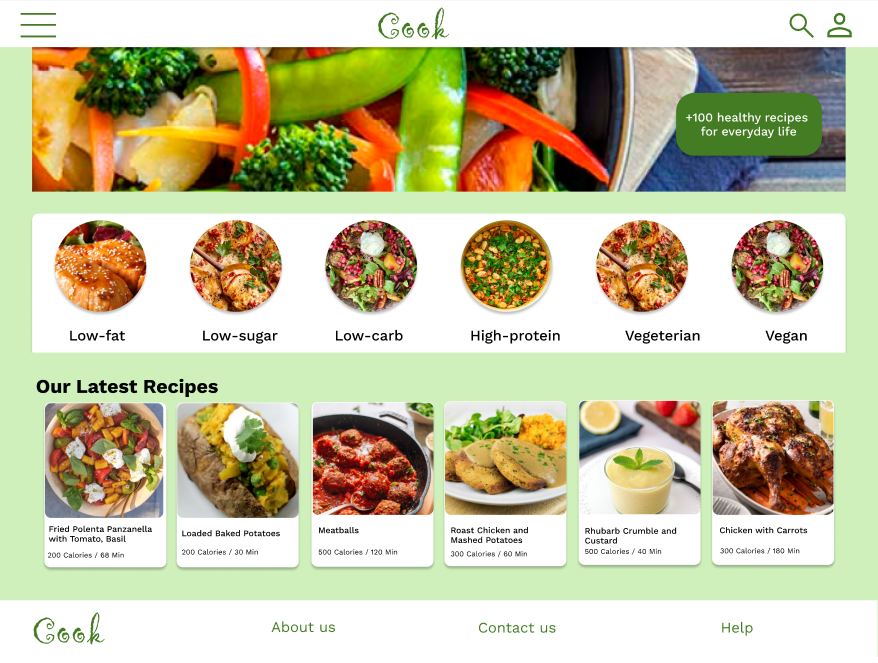 Cook
+100 healthy recipes
for everyday life
Low-fat
Low-sugar
Low-carb
High-protein
Vegeterian
Vegan
Our Latest Recipes
Fried Polenta Panzanella
with Tomato, Basil
200 Calories / 68 Min
Loaded Baked Potatoes
200 Calories / 30 Min
Meatballs
500 Calories / 120 Min
Roast Chicken and
Mashed Potatoes
300 Calories / 60 Min
Rhubarb Crumble and
Custard
500 Calories / 40 Min
Chicken with Carrots
300 Calories / 180 Min
Cook
About us
Contact us
Help